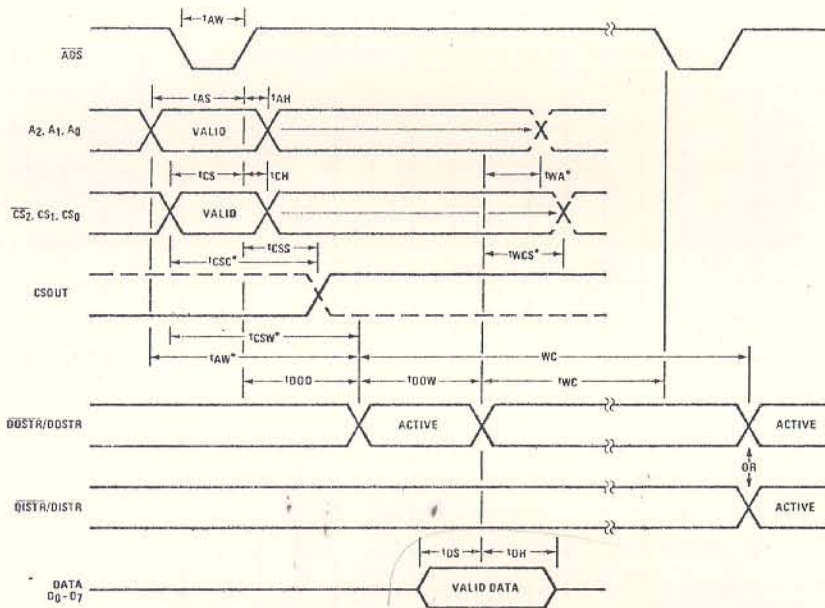 tAW
ADS
tAS tAH
A2, A1, A0 VALID
tCS tCH tWA*
CS2, CS1, CS0 VALID
tCSS
tCSC* tWCS*
CSOUT
tCSW*
tAW* WC
tDOD tDOW tWC
DOSTR/DOSTR ACTIVE ACTIVE
OR
DISTR/DISTR ACTIVE
tDS tDH
DATA VALID DATA
D0-D7